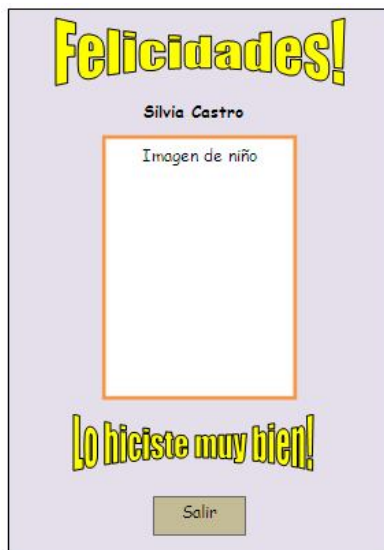 Felicidades!
Silvia Castro
Imagen de niño
Lo hiciste muy bien!
Salir